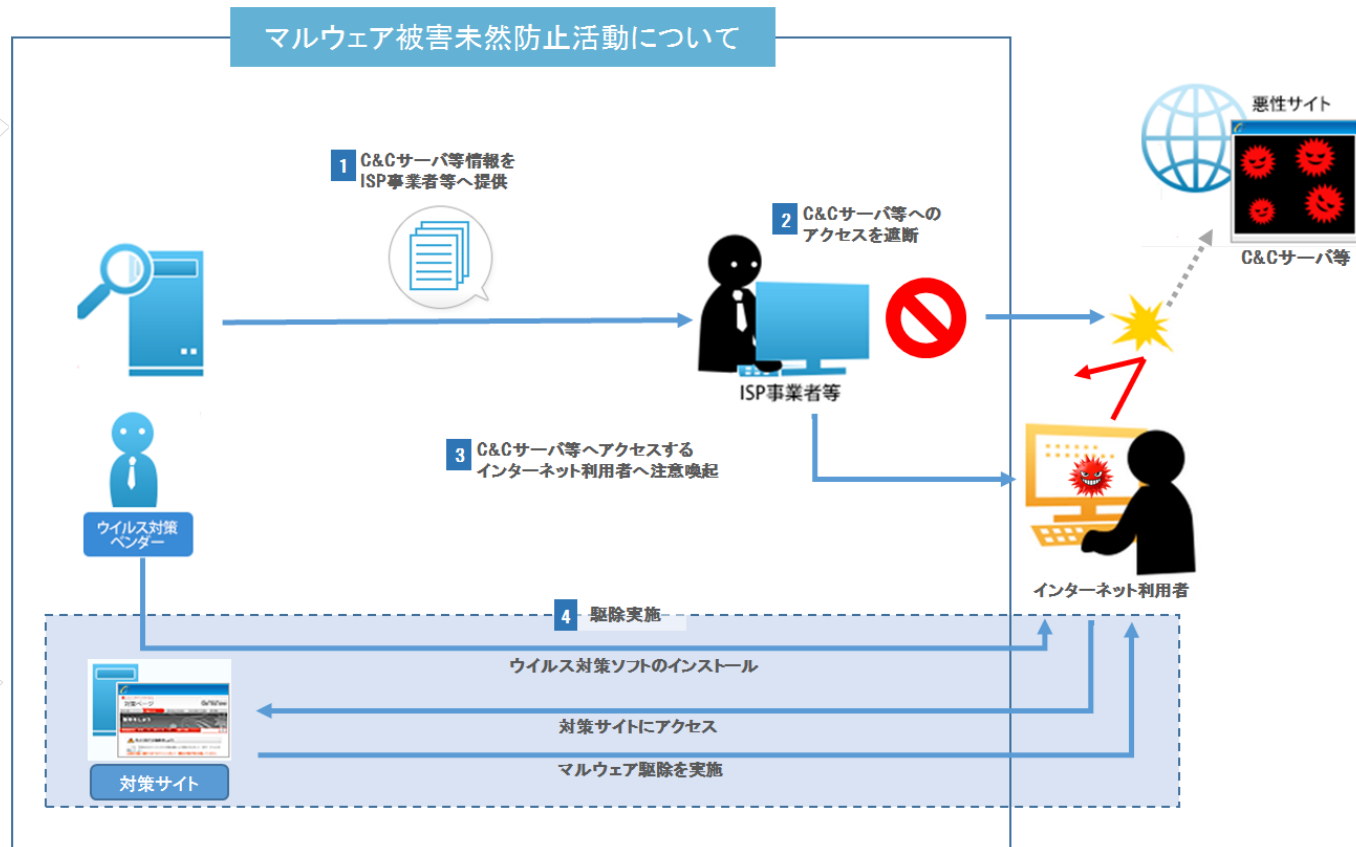 マルウェア被害未然防止活動について
悪性サイト
1 C&Cサーバ等情報を
ISP事業者等へ提供
2 C&Cサーバ等への
アクセスを遮断
C&Cサーバ等
ISP事業者等
3 C&Cサーバ等へアクセスする
インターネット利用者へ注意喚起
ウイルス対策
ベンダー
インターネット利用者
4 駆除実施
ウイルス対策ソフトのインストール
対策ページ
対策サイトにアクセス
マルウェア駆除を実施
対策サイト